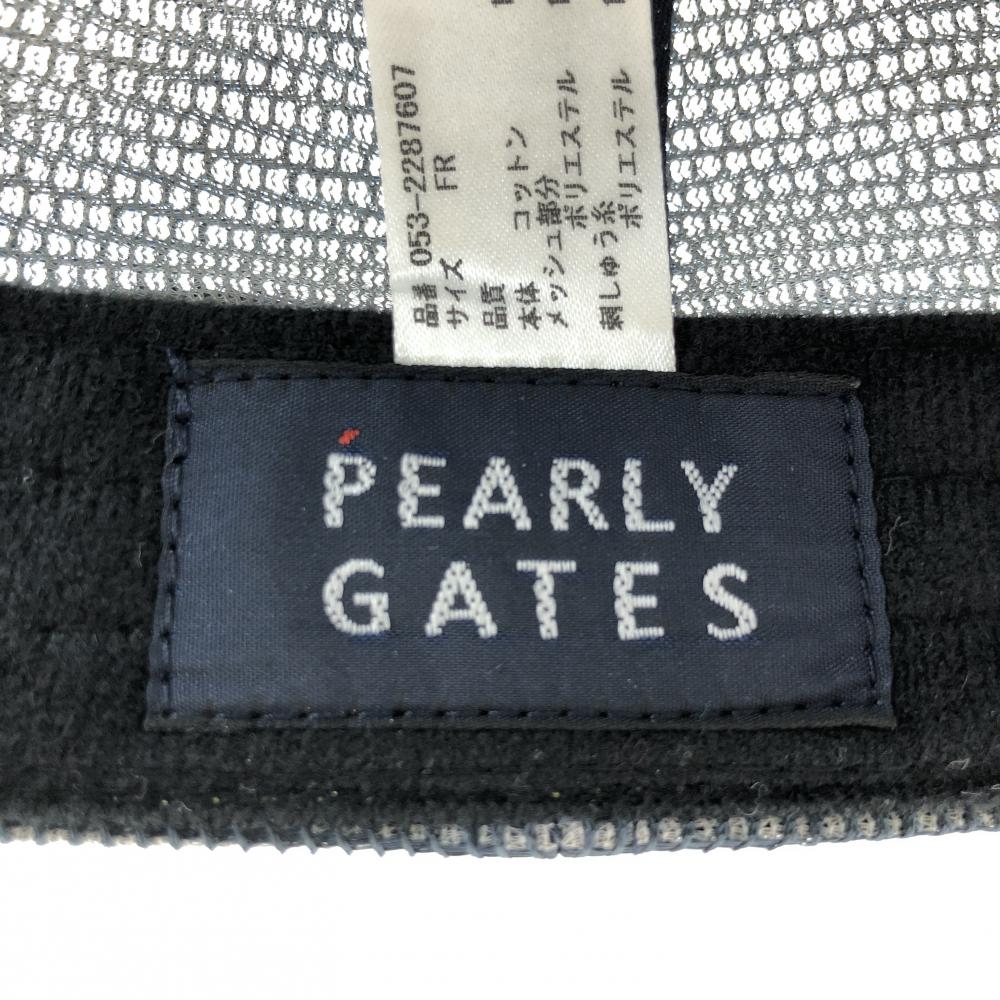 品番 053-2287607
サイズ FR
品質
本体 コットン
メッシュ部分
ポリエステル
刺しゅう糸
ポリエステル
PEARLY
GATES